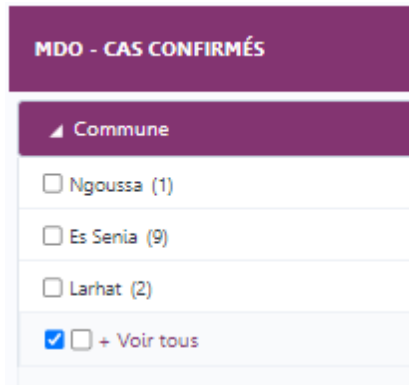 MDO - CAS CONFIRMÉS
Commune
Ngoussa (1)
Es Senia (9)
Larhat (2)
+ Voir tous